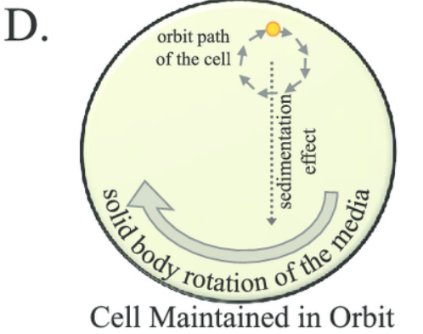 D.
orbit path
of the cell
sedimentation
effect
solid body rotation of the media
Cell Maintained in Orbit